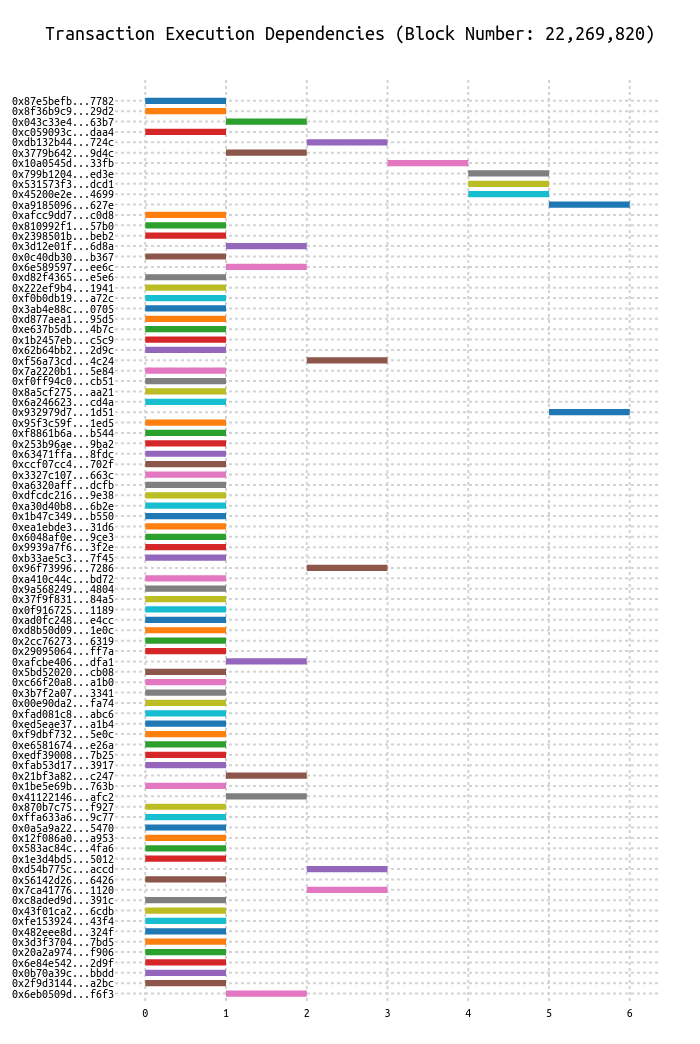 Transaction Execution Dependencies (Block Number: 22,269,820)
0x87e5befb...7782
0x8f36b9c9...29d2
0x043c33e4...63b7
0xc059093c...daa4
0xdb132b44...724c
0x3779b642...9d4c
0x10a0545d...33fb
0x799b1204...ed3e
0x531573f3...dcd1
0x45200e2e...4699
0xa9185096...627e
0xafcc9dd7...c0d8
0x810992f1...57b0
0x2398501b...beb2
0x3d12e01f...6d8a
0x0c40db30...b367
0x6e589597...ee6c
0xd82f4365...e5e6
0x222ef9b4...1941
0xf0b0db19...a72c
0x3ab4e88c...0705
0xd877aea1...95d5
0xe637b5db...4b7c
0x1b2457eb...c5c9
0x62b64bb2...2d9c
0xf56a73cd...4c24
0x7a2220b1...5e84
0xf0ff94c0...cb51
0x8a5cf275...aa21
0x6a246623...cd4a
0x932979d7...1d51
0x95f3c59f...1ed5
0xf8861b6a...b544
0x253b96ae...9ba2
0x63471ffa...8fdc
0xccf07cc4...702f
0x3327c107...663c
0xa6320aff...dcfb
0xdfcdc216...9e38
0xa30d40b8...6b2e
0x1b47c349...b550
0xea1ebde3...31d6
0x6048af0e...9ce3
0x9939a7f6...3f2e
0xb33ae5c3...7f45
0x96f73996...7286
0xa410c44c...bd72
0x9a568249...4804
0x37f9f831...84a5
0x0f916725...1189
0xad0fc248...e4cc
0xd8b50d09...1e0c
0x2cc76273...6319
0x29095064...ff7a
0xafcbe406...dfa1
0x5bd52020...cb08
0xc66f20a8...a1b0
0x3b7f2a07...3341
0x00e90da2...fa74
0xfad081c8...abc6
0xed5eae37...a1b4
0xf9dbf732...5e0c
0xe6581674...e26a
0xedf39008...7b25
0xfab53d17...3917
0x21bf3a82...c247
0x1be5e69b...763b
0x41122146...afc2
0x870b7c75...f927
0xffa633a6...9c77
0x0a5a9a22...5470
0x12f086a0...a953
0x583ac84c...4fa6
0x1e3d4bd5...5012
0xd54b775c...accd
0x56142d26...6426
0x7ca41776...1120
0xc8aded9d...391c
0x43f01ca2...6cdb
0xfe153924...43f4
0x482eee8d...324f
0x3d3f3704...7bd5
0x20a2a974...f906
0x6e84e542...2d9f
0x0b70a39c...bbdd
0x2f9d3144...a2bc
0x6eb0509d...f6f3
0 1 2 3 4 5 6